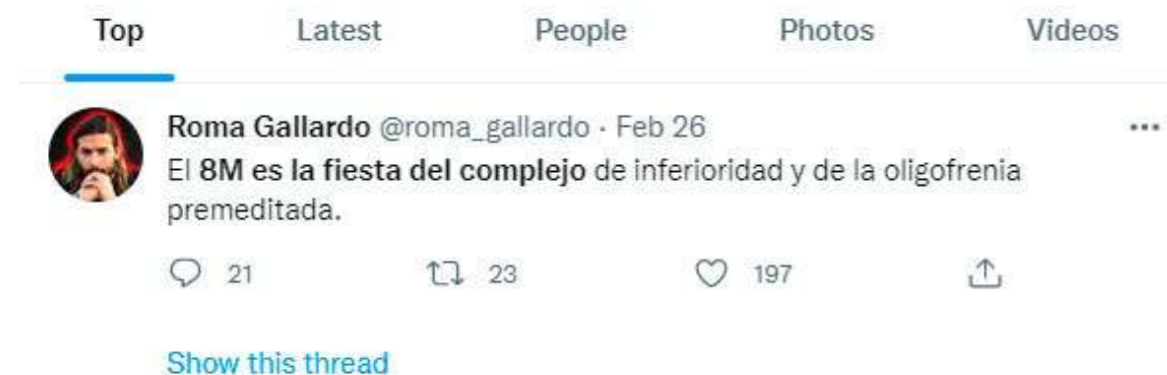 Top Latest People Photos Videos
Roma Gallardo @roma_gallardo · Feb 26
El 8M es la fiesta del complejo de inferioridad y de la oligofrenia
premeditada.
21 23 197
Show this thread